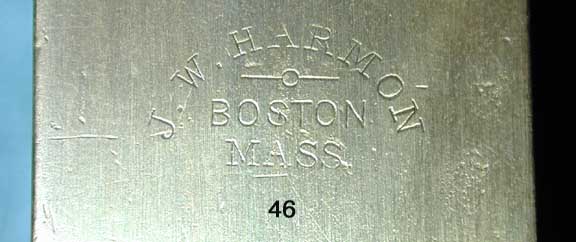 J. W. HARMON
BOSTON
MASS.
46